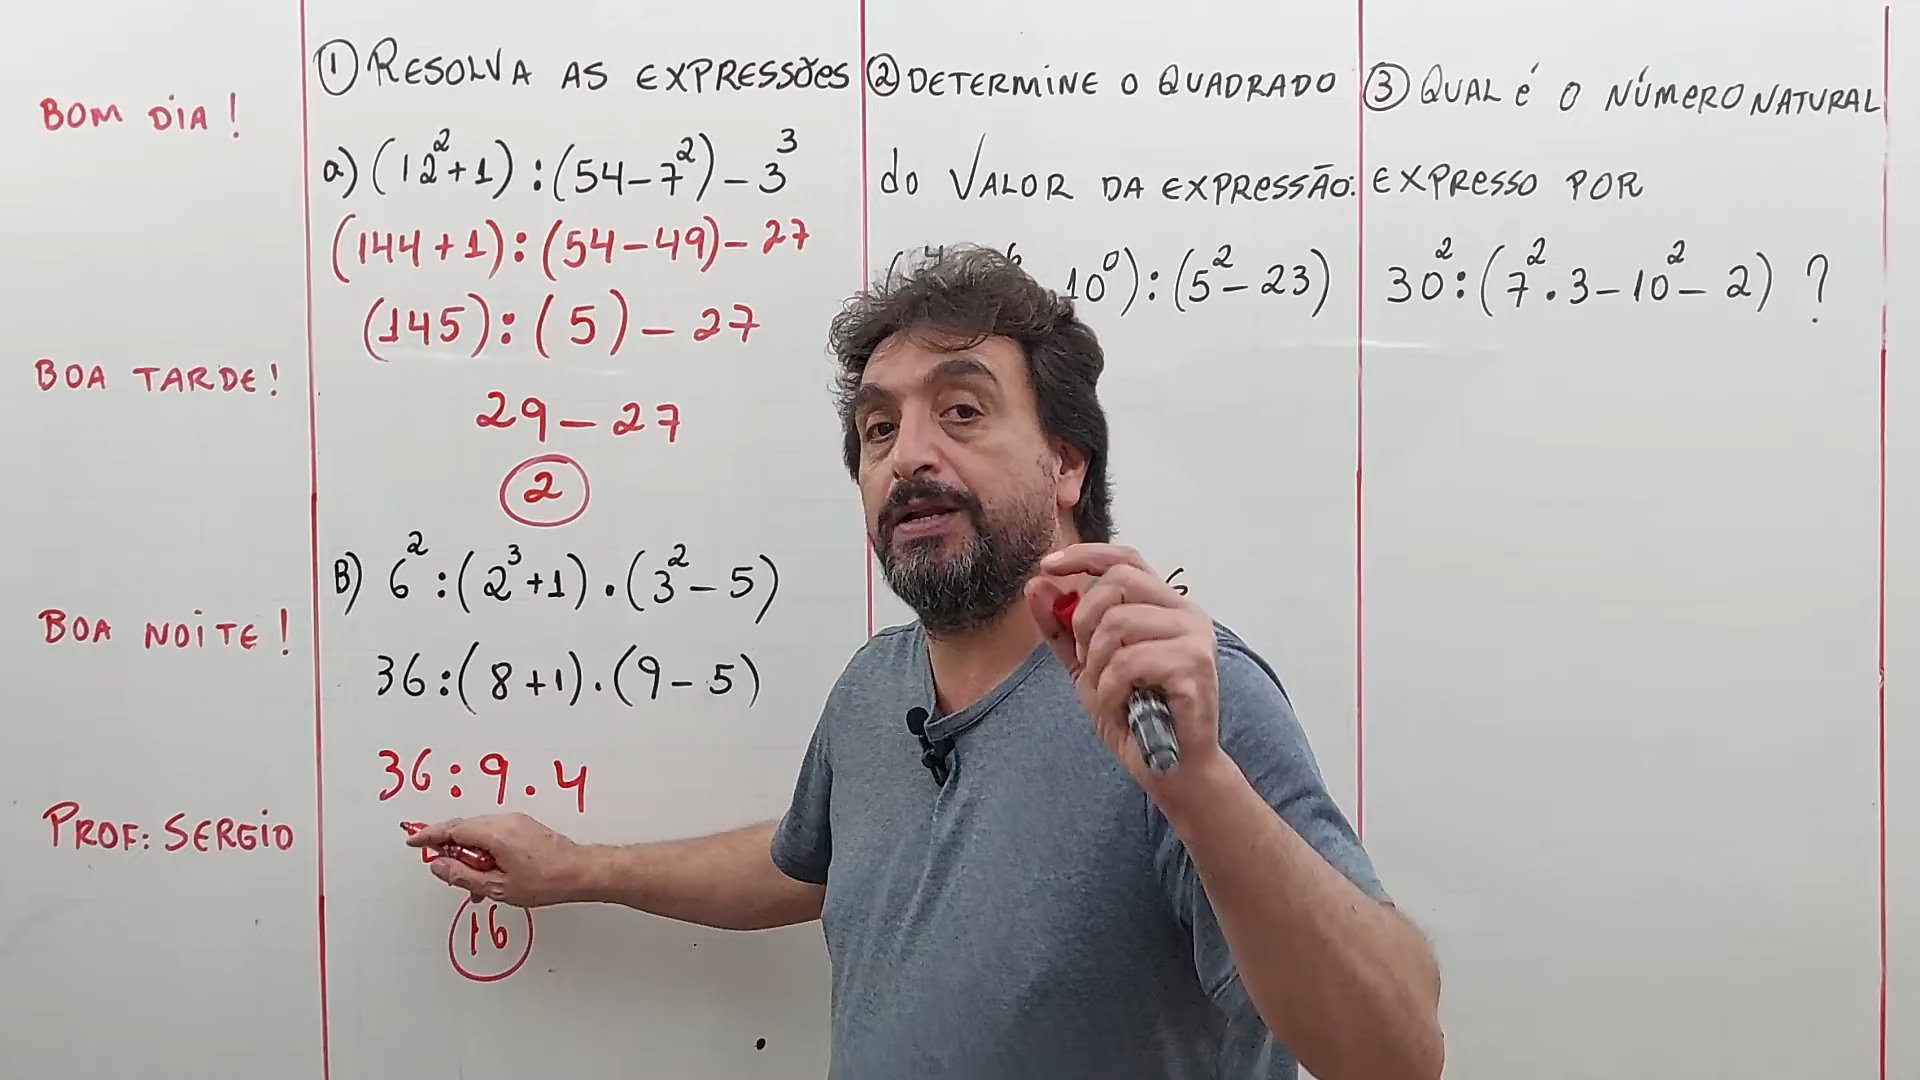 BOM DIA!
BOA TARDE!
BOA NOITE!
PROF: SERGIO
① RESOLVA AS EXPRESSÕES
a) (12² + 1) : (54 – 7²) – 3³
(144 + 1) : (54 – 49) – 27
(145) : (5) – 27
29 – 27
2
B) 6² : (2³ + 1) . (3² – 5)
36 : (8 + 1) . (9 – 5)
36 : 9 . 4
16
② DETERMINE O QUADRADO
do VALOR DA EXPRESSÃO:
10⁰) : (5² – 23)
③ QUAL É O NÚMERO NATURAL
EXPRESSO POR
30² : (7² . 3 – 10² – 2) ?